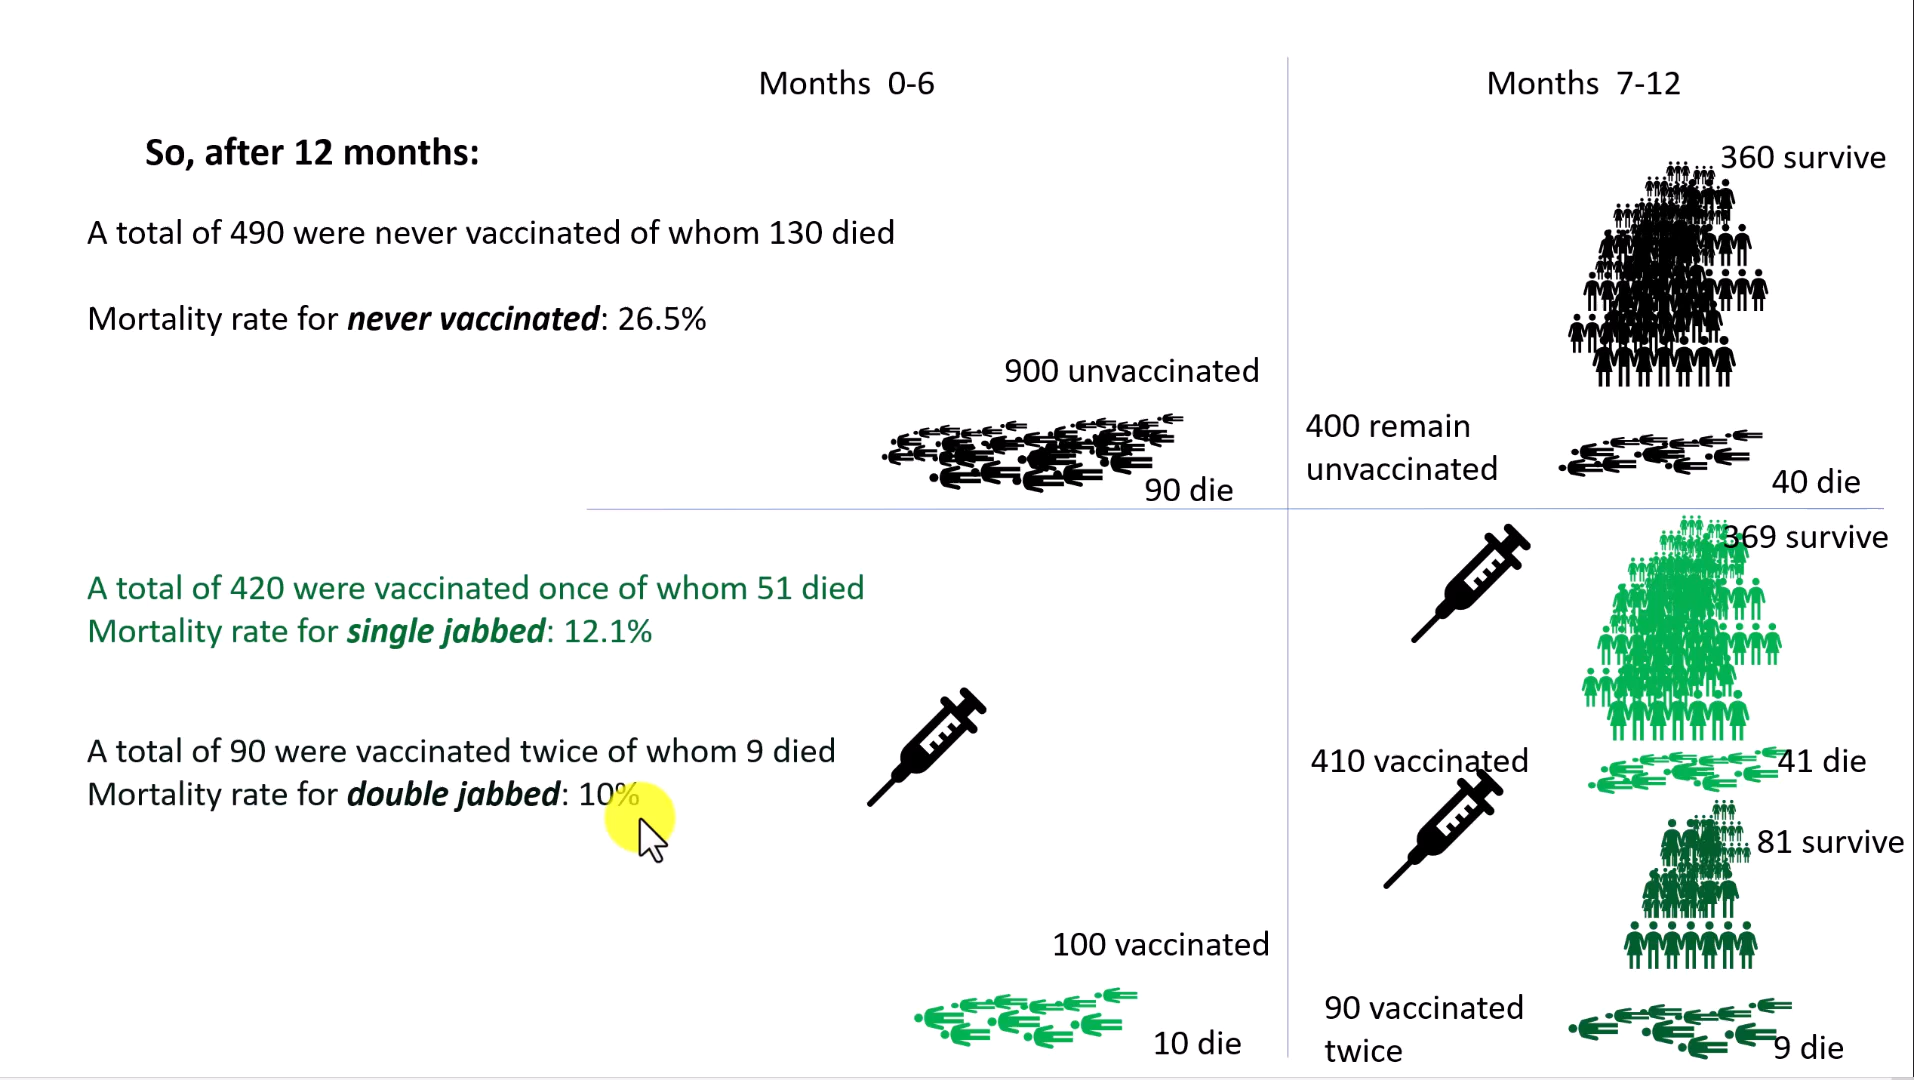 Months 0-6
Months 7-12
So, after 12 months:
360 survive
A total of 490 were never vaccinated of whom 130 died
Mortality rate for never vaccinated: 26.5%
900 unvaccinated
400 remain
unvaccinated
90 die
40 die
369 survive
A total of 420 were vaccinated once of whom 51 died
Mortality rate for single jabbed: 12.1%
A total of 90 were vaccinated twice of whom 9 died
Mortality rate for double jabbed: 10%
410 vaccinated
41 die
81 survive
100 vaccinated
10 die
90 vaccinated
twice
9 die